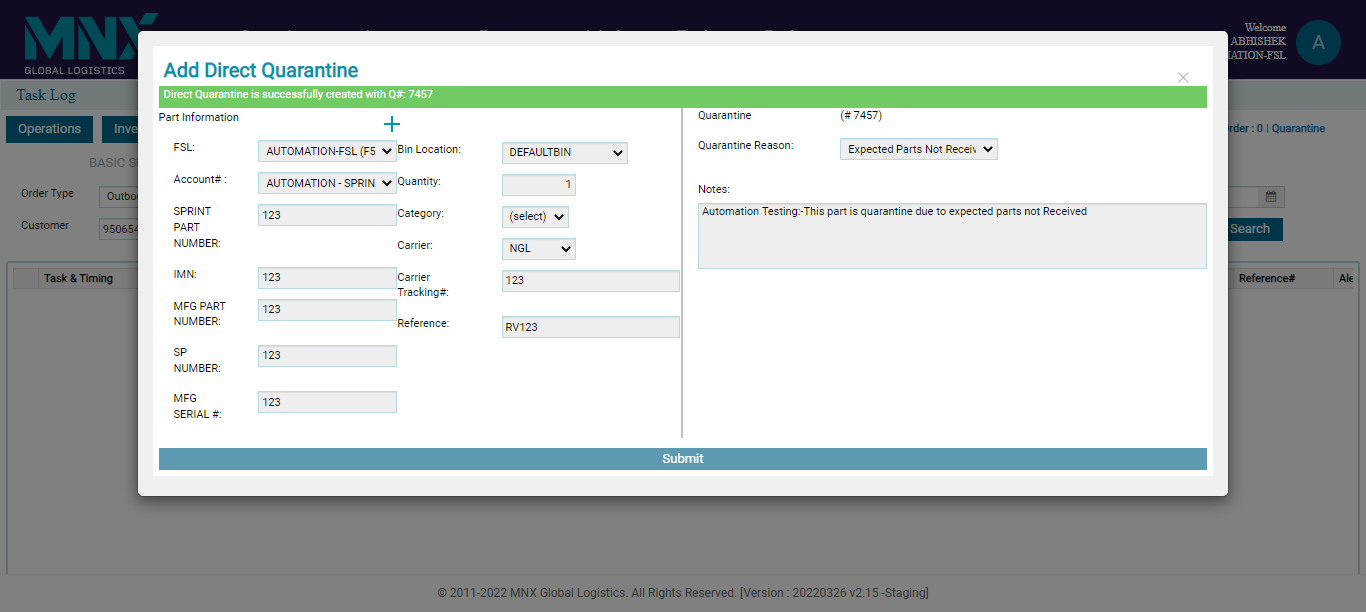 MNX
GLOBAL LOGISTICS
Welcome
ABHISHEK
ATION-FSL
A
Task Log
Operations
Inve
rder : 0 | Quarantine
BASIC S
Order Type
Outbo
Customer
950654
Search
Task & Timing
Reference#
Ale
Add Direct Quarantine
×
Direct Quarantine is successfully created with Q#: 7457
Part Information
+
FSL:
AUTOMATION-FSL (F5
Bin Location:
DEFAULTBIN
Account# :
AUTOMATION - SPRIN
Quantity:
1
SPRINT
PART
NUMBER:
123
Category:
(select)
Carrier:
NGL
IMN:
123
Carrier
Tracking#:
123
MFG PART
NUMBER:
123
Reference:
RV123
SP
NUMBER:
123
MFG
SERIAL #:
123
Quarantine
(# 7457)
Quarantine Reason:
Expected Parts Not Receiv
Notes:
Automation Testing:-This part is quarantine due to expected parts not Received
Submit
© 2011-2022 MNX Global Logistics. All Rights Reserved. [Version : 20220326 v2.15 -Staging]